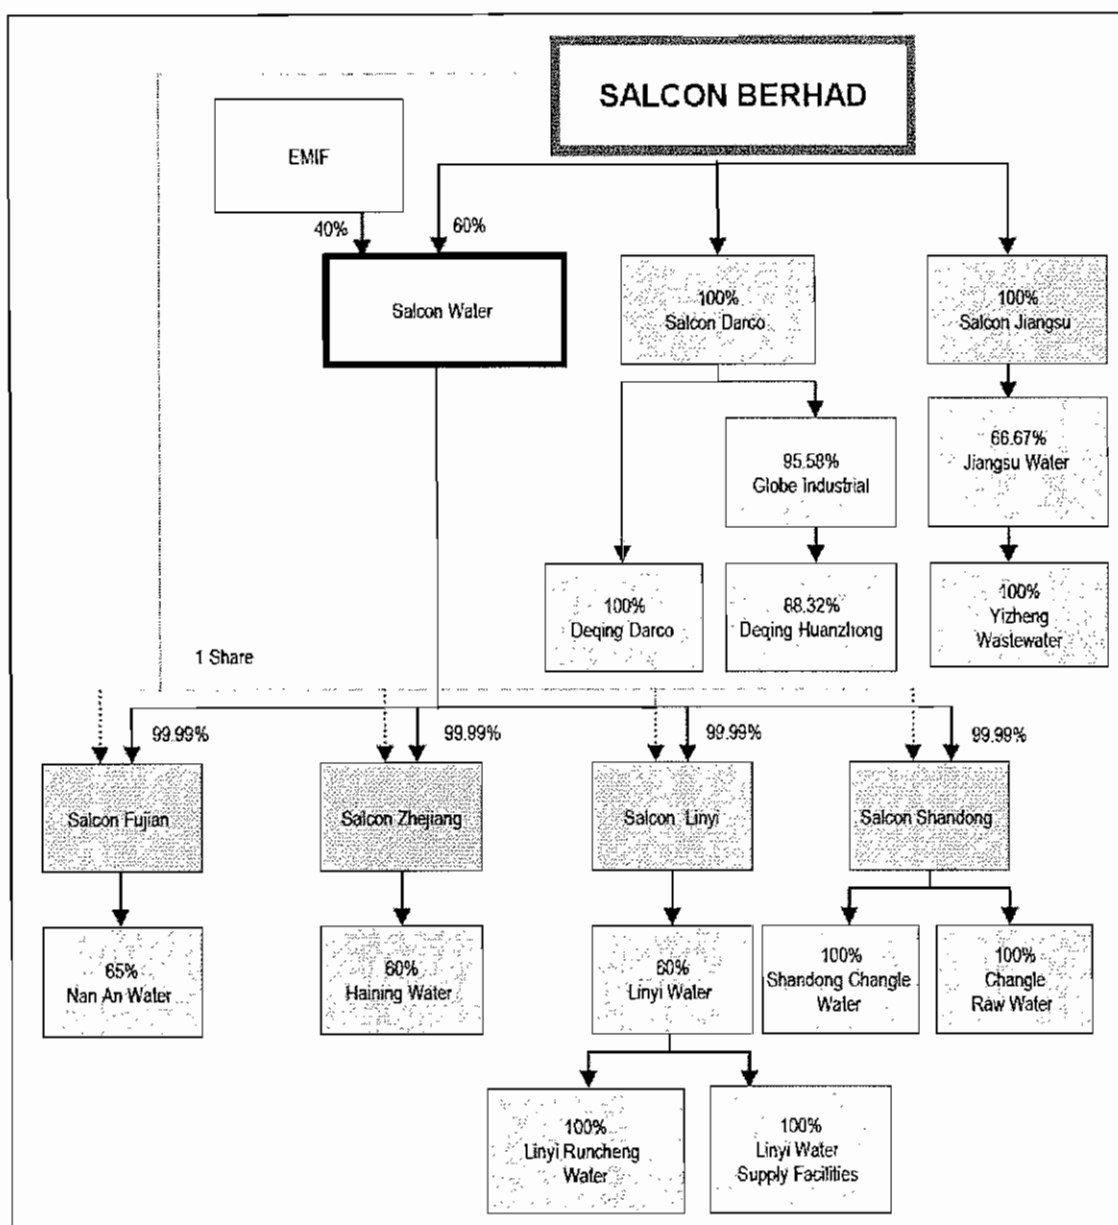 SALCON BERHAD
EMIF
40%
60%
Salcon Water
100%
Salcon Darco
100%
Salcon Jiangsu
95.58%
Globe Industrial
66.67%
Jiangsu Water
100%
Deqing Darco
88.32%
Deqing Huanzhong
100%
Yizheng
Wastewater
1 Share
99.99%
99.99%
99.99%
99.99%
Salcon Fujian
Salcon Zhejiang
Salcon Linyi
Salcon Shandong
65%
Nan An Water
60%
Haining Water
60%
Linyi Water
100%
Shandong Changle
Water
100%
Changle
Raw Water
100%
Linyi Runcheng
Water
100%
Linyi Water
Supply Facilities